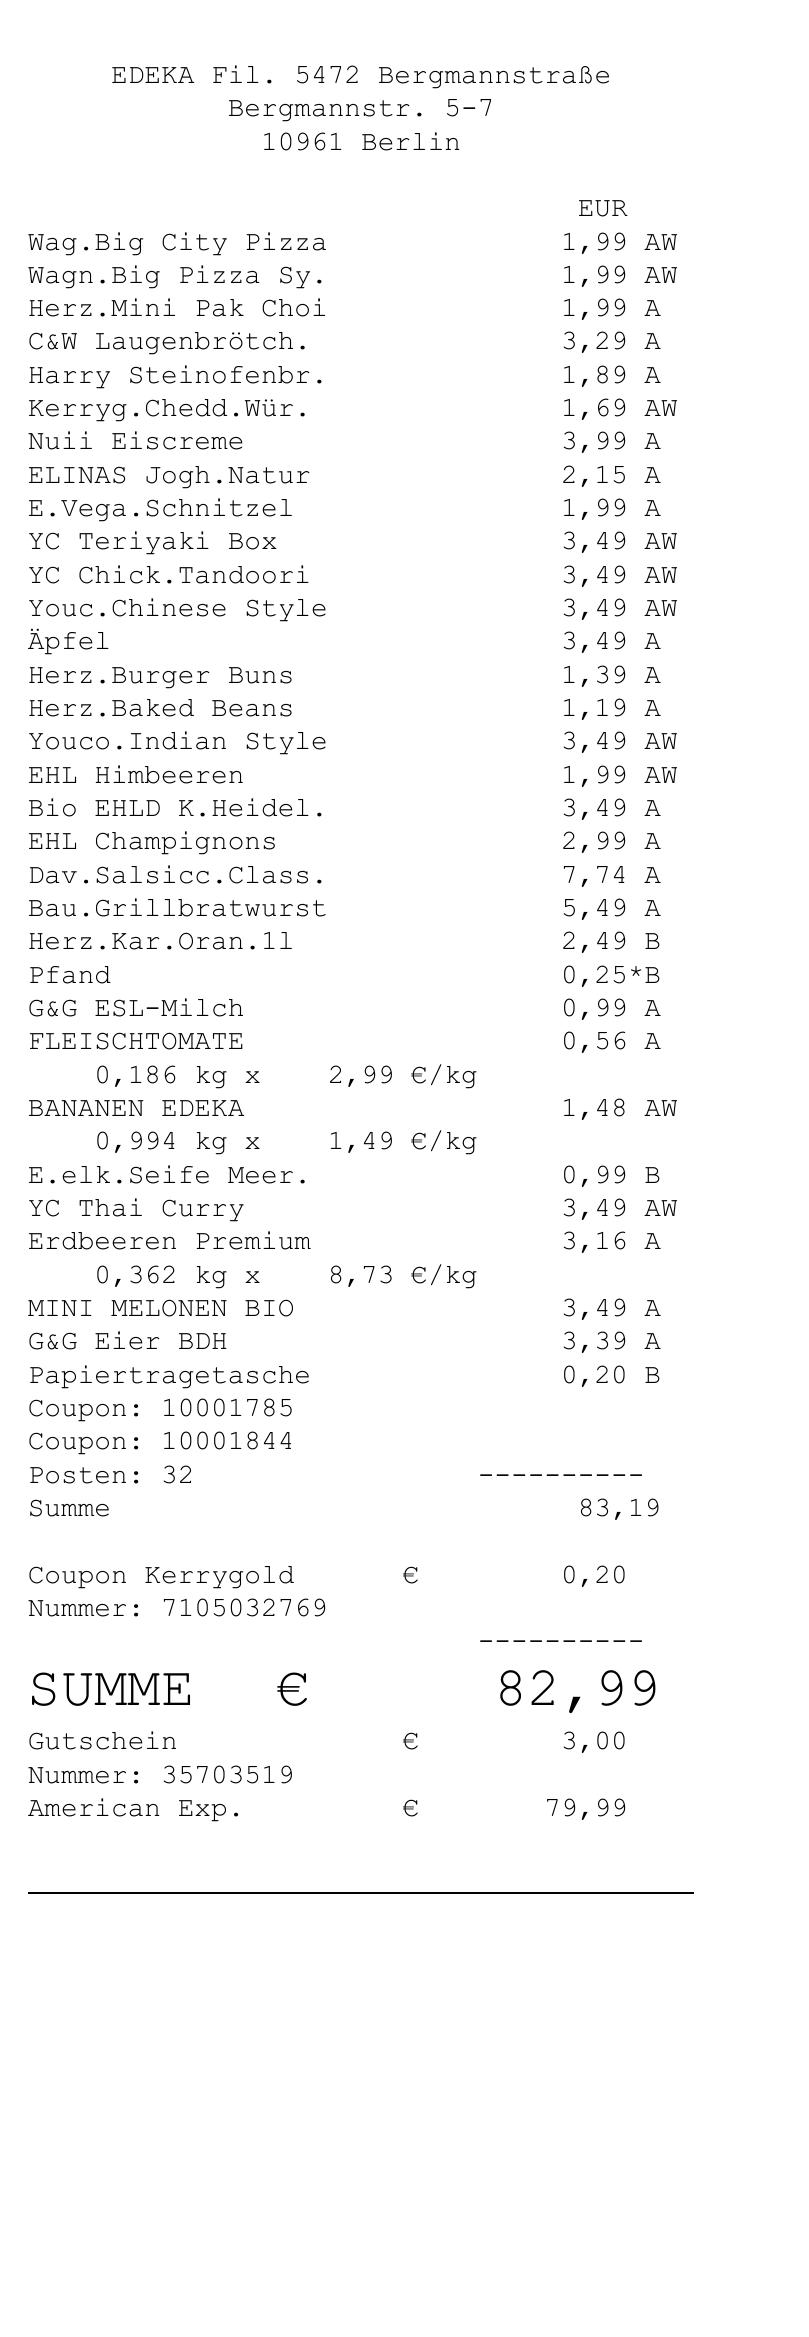 EDEKA Fil. 5472 Bergmannstraße
Bergmannstr. 5-7
10961 Berlin
EUR
Wag.Big City Pizza 1,99 AW
Wagn.Big Pizza Sy. 1,99 AW
Herz.Mini Pak Choi 1,99 A
C&W Laugenbrötch. 3,29 A
Harry Steinofenbr. 1,89 A
Kerryg.Chedd.Wür. 1,69 AW
Nuii Eiscreme 3,99 A
ELINAS Jogh.Natur 2,15 A
E.Vega.Schnitzel 1,99 A
YC Teriyaki Box 3,49 AW
YC Chick.Tandoori 3,49 AW
Youc.Chinese Style 3,49 AW
Äpfel 3,49 A
Herz.Burger Buns 1,39 A
Herz.Baked Beans 1,19 A
Youco.Indian Style 3,49 AW
EHL Himbeeren 1,99 AW
Bio EHLD K.Heidel. 3,49 A
EHL Champignons 2,99 A
Dav.Salsicc.Class. 7,74 A
Bau.Grillbratwurst 5,49 A
Herz.Kar.Oran.1l 2,49 B
Pfand 0,25*B
G&G ESL-Milch 0,99 A
FLEISCHTOMATE 0,56 A
0,186 kg x 2,99 €/kg
BANANEN EDEKA 1,48 AW
0,994 kg x 1,49 €/kg
E.elk.Seife Meer. 0,99 B
YC Thai Curry 3,49 AW
Erdbeeren Premium 3,16 A
0,362 kg x 8,73 €/kg
MINI MELONEN BIO 3,49 A
G&G Eier BDH 3,39 A
Papiertragetasche 0,20 B
Coupon: 10001785
Coupon: 10001844
Posten: 32 ----------
Summe 83,19
Coupon Kerrygold € 0,20
Nummer: 7105032769
----------
SUMME € 82,99
Gutschein € 3,00
Nummer: 35703519
American Exp. € 79,99